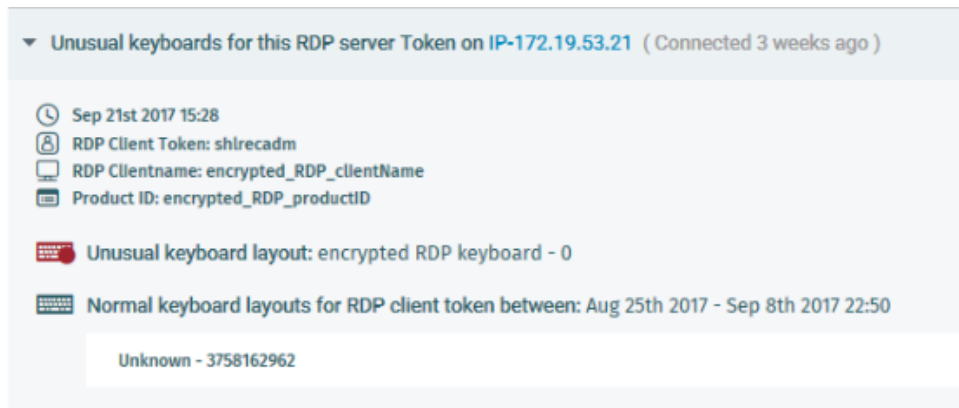 Unusual keyboards for this RDP server Token on IP-172.19.53.21 ( Connected 3 weeks ago )
Sep 21st 2017 15:28
RDP Client Token: shlrecadm
RDP Clientname: encrypted_RDP_clientName
Product ID: encrypted_RDP_productID
Unusual keyboard layout: encrypted RDP keyboard - 0
Normal keyboard layouts for RDP client token between: Aug 25th 2017 - Sep 8th 2017 22:50
Unknown - 3758162962